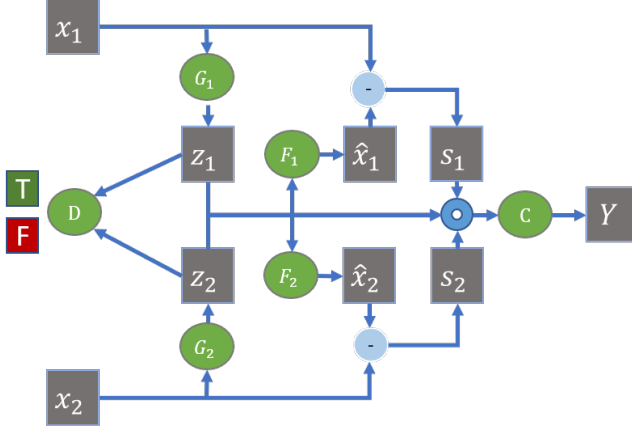 x₁
G₁
-
z₁
F₁
x̂₁
s₁
T
D
F
C
Y
z₂
F₂
x̂₂
s₂
G₂
-
x₂